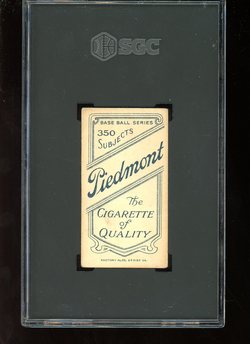 SGC
BASE BALL SERIES
350
SUBJECTS
Piedmont
The
CIGARETTE
of
QUALITY